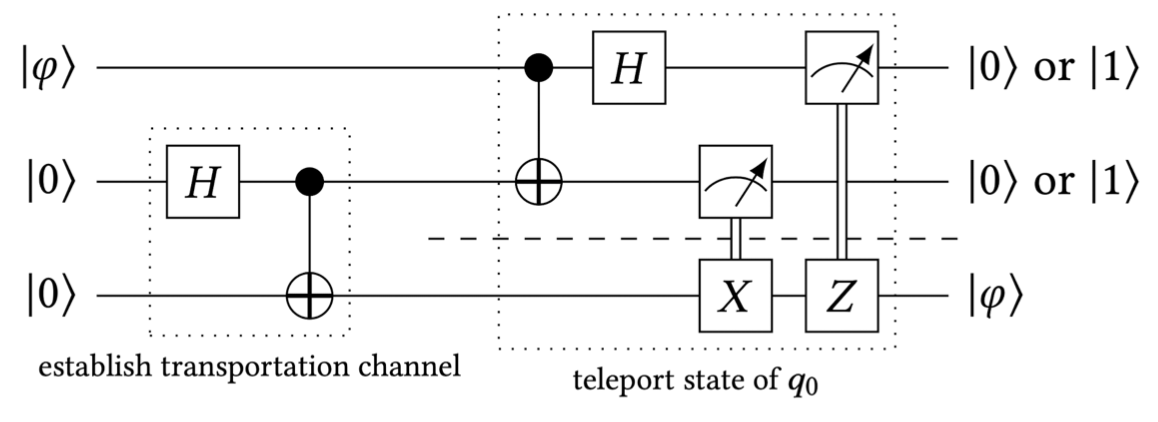 |φ⟩ H |0⟩ or |1⟩
|0⟩ H |0⟩ or |1⟩
|0⟩ X Z |φ⟩
establish transportation channel
teleport state of q₀